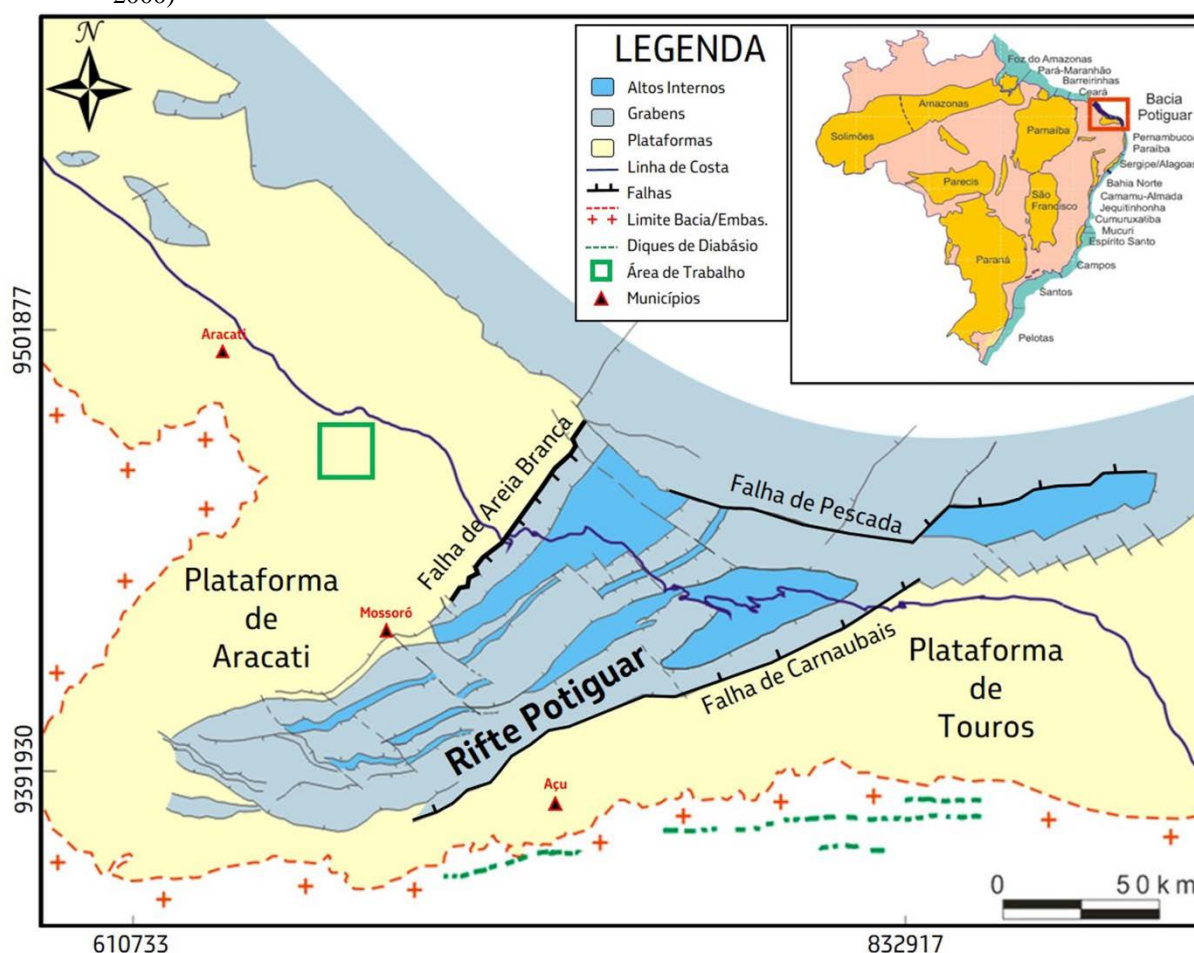 2000)
N
LEGENDA
Altos Internos
Grabens
Plataformas
Linha de Costa
Falhas
Limite Bacia/Embas.
Diques de Diabásio
Área de Trabalho
Municípios
Foz do Amazonas
Pará-Maranhão
Barreirinhas
Ceará
Bacia
Potiguar
Amazonas
Solimões
Parnaíba
Pernambuco/
Paraíba
Sergipe/Alagoas
Bahia Norte
Camamu-Almada
Jequitinhonha
Cumuruxatiba
Mucuri
Espírito Santo
Parecis
São
Francisco
Paraná
Campos
Santos
Pelotas
9501877
Aracati
Falha de Areia Branca
Falha de Pescada
Plataforma
de
Aracati
Mossoró
Rifte Potiguar
Falha de Carnaubais
Plataforma
de
Touros
9391930
Açu
0 50 km
610733
832917